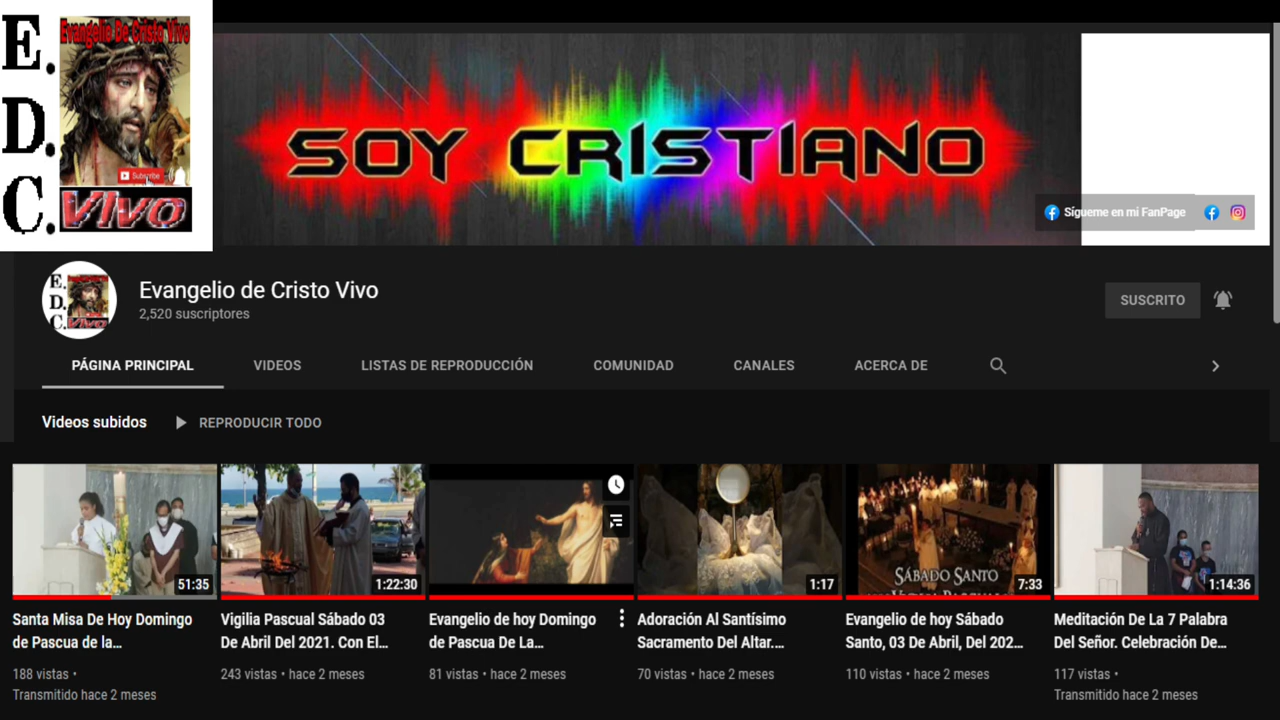 E.
D.
C.
Evangelio De Cristo Vivo
Subscribe
Vivo
SOY CRISTIANO
Sígueme en mi FanPage
E.
D.
C.
Vivo
Evangelio de Cristo Vivo
2,520 suscriptores
SUSCRITO
PÁGINA PRINCIPAL VIDEOS LISTAS DE REPRODUCCIÓN COMUNIDAD CANALES ACERCA DE
Videos subidos REPRODUCIR TODO
SÁBADO SANTO
51:35 1:22:30 1:17 7:33 1:14:36
Santa Misa De Hoy Domingo
de Pascua de la...
188 vistas •
Transmitido hace 2 meses
Vigilia Pascual Sábado 03
De Abril Del 2021. Con El...
243 vistas • hace 2 meses
Evangelio de hoy Domingo
de Pascua De La...
81 vistas • hace 2 meses
Adoración Al Santísimo
Sacramento Del Altar....
70 vistas • hace 2 meses
Evangelio de hoy Sábado
Santo, 03 De Abril, Del 202...
110 vistas • hace 2 meses
Meditación De La 7 Palabra
Del Señor. Celebración De...
117 vistas •
Transmitido hace 2 meses